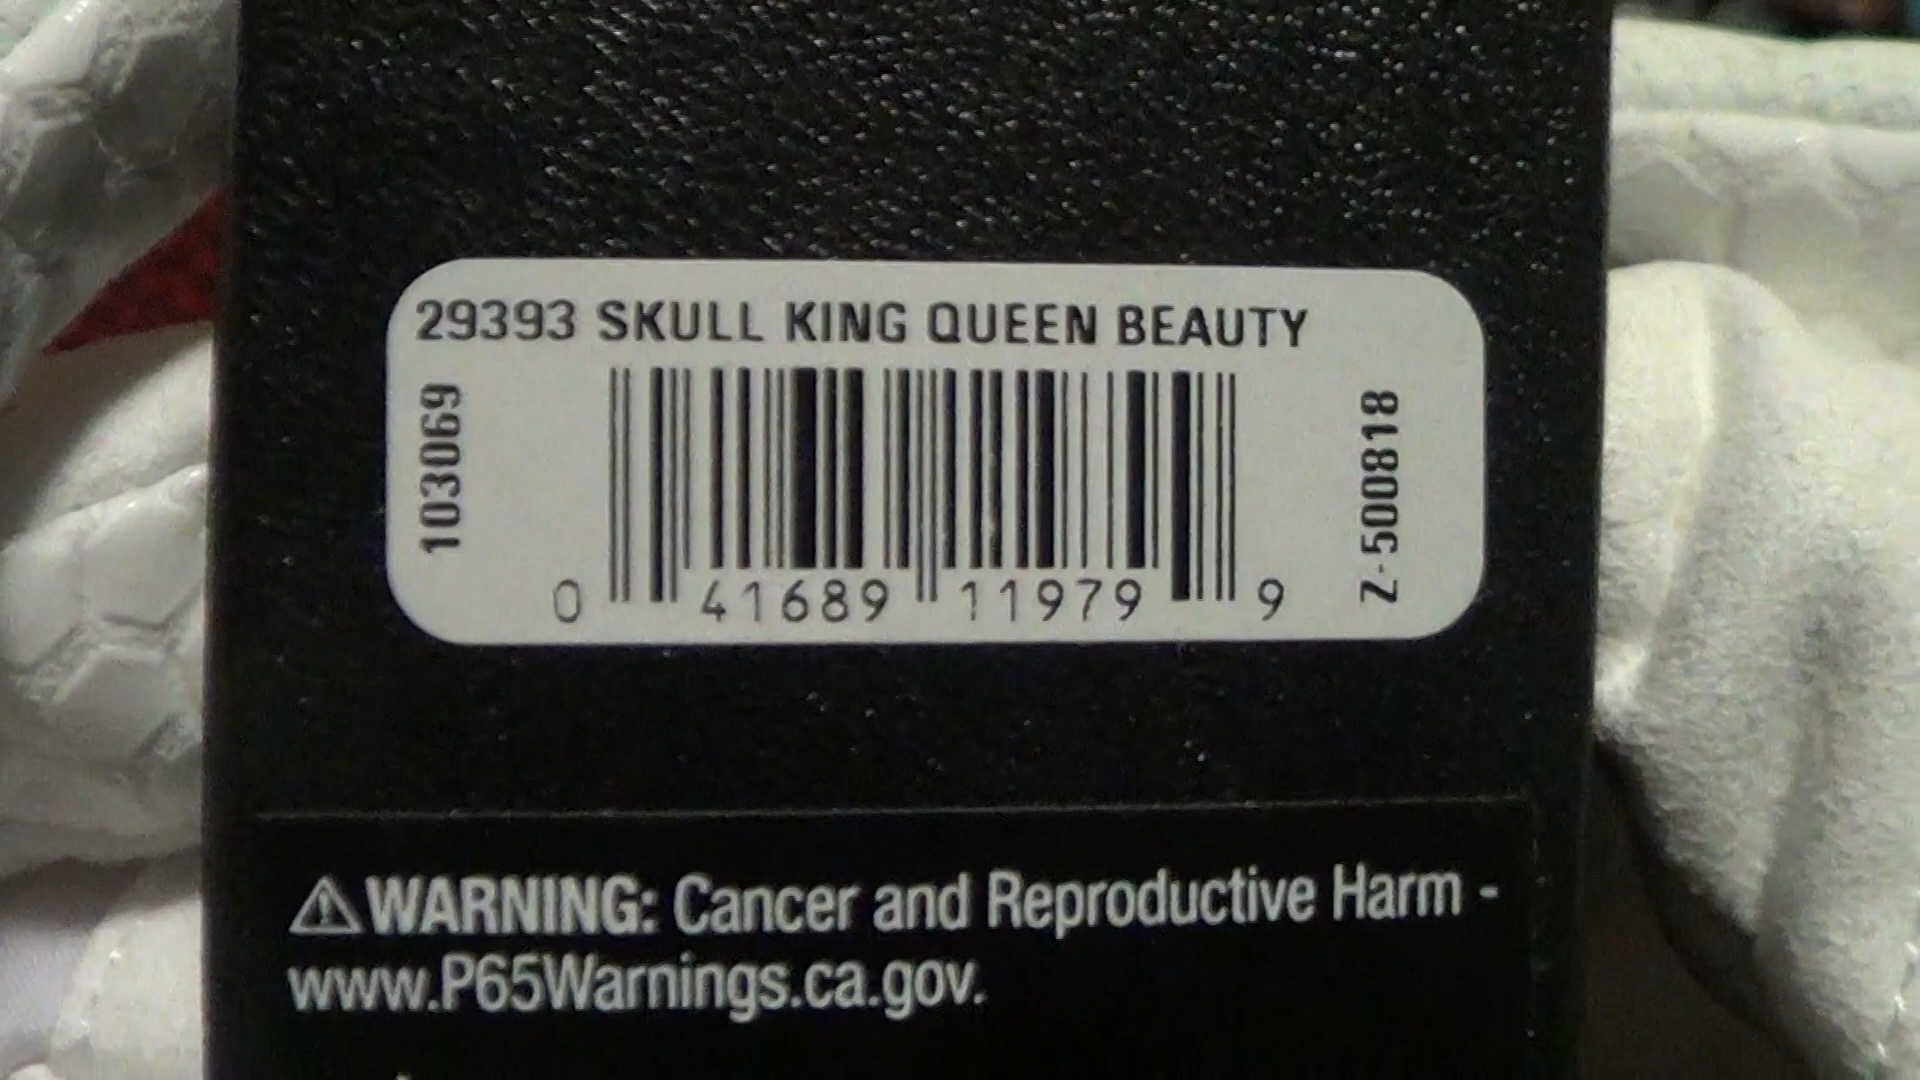 29393 SKULL KING QUEEN BEAUTY
103069
0 41689 11979 9
Z-500818
⚠WARNING: Cancer and Reproductive Harm -
www.P65Warnings.ca.gov.